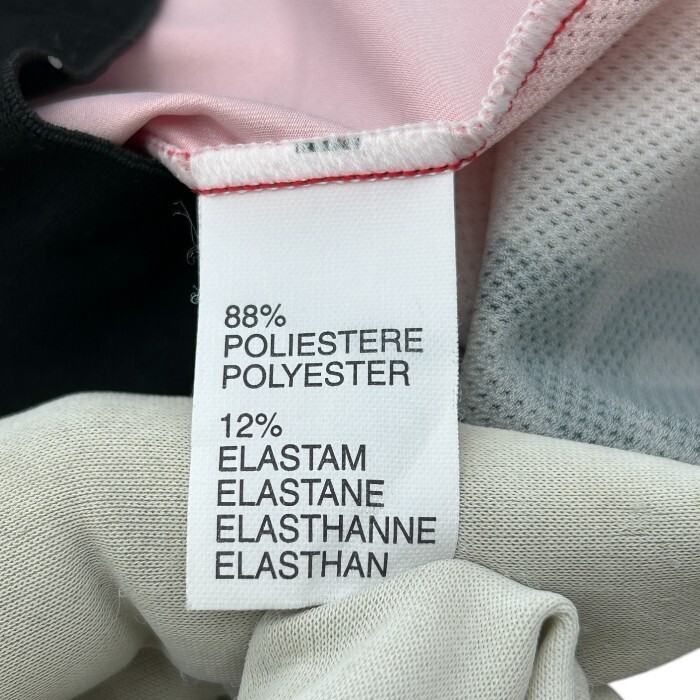 88%
POLIESTERE
POLYESTER
12%
ELASTAM
ELASTANE
ELASTHANNE
ELASTHAN